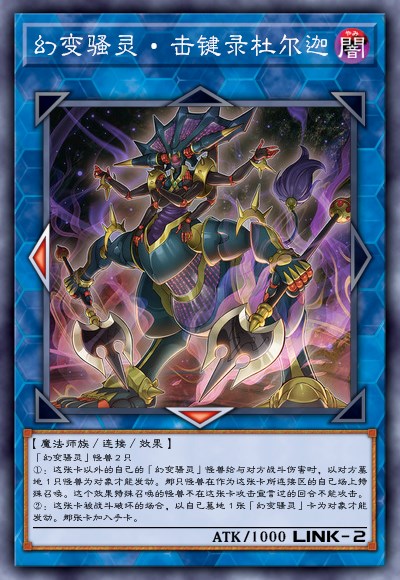 幻变骚灵・击键录杜尔迦
闇
やみ
【魔法师族/连接/效果】
「幻变骚灵」怪兽2只
①：这张卡以外的自己的「幻变骚灵」怪兽给与对方战斗伤害时，以对方墓
地1只怪兽为对象才能发动。那只怪兽在作为这张卡所连接区的自己场上特
殊召唤。这个效果特殊召唤的怪兽不在这张卡攻击宣言过的回合不能攻击。
②：这张卡被战斗破坏的场合，以自己墓地1张「幻变骚灵」卡为对象才能
发动。那张卡加入手卡。
ATK/1000 LINK-2